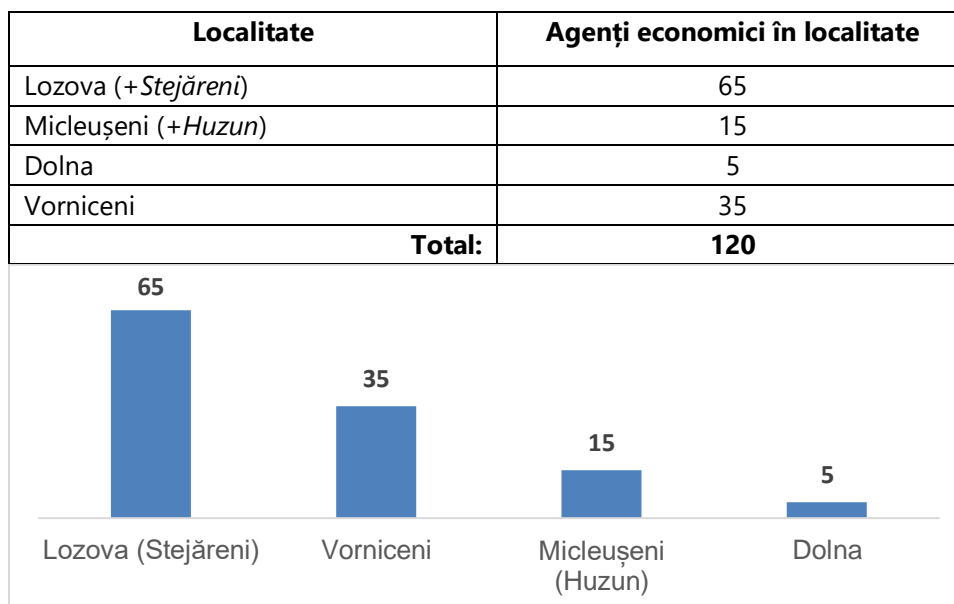 Localitate Agenți economici în localitate
Lozova (+Stejăreni) 65
Micleușeni (+Huzun) 15
Dolna 5
Vorniceni 35
Total: 120
65
35
15
5
Lozova (Stejăreni) Vorniceni Micleușeni Dolna
(Huzun)